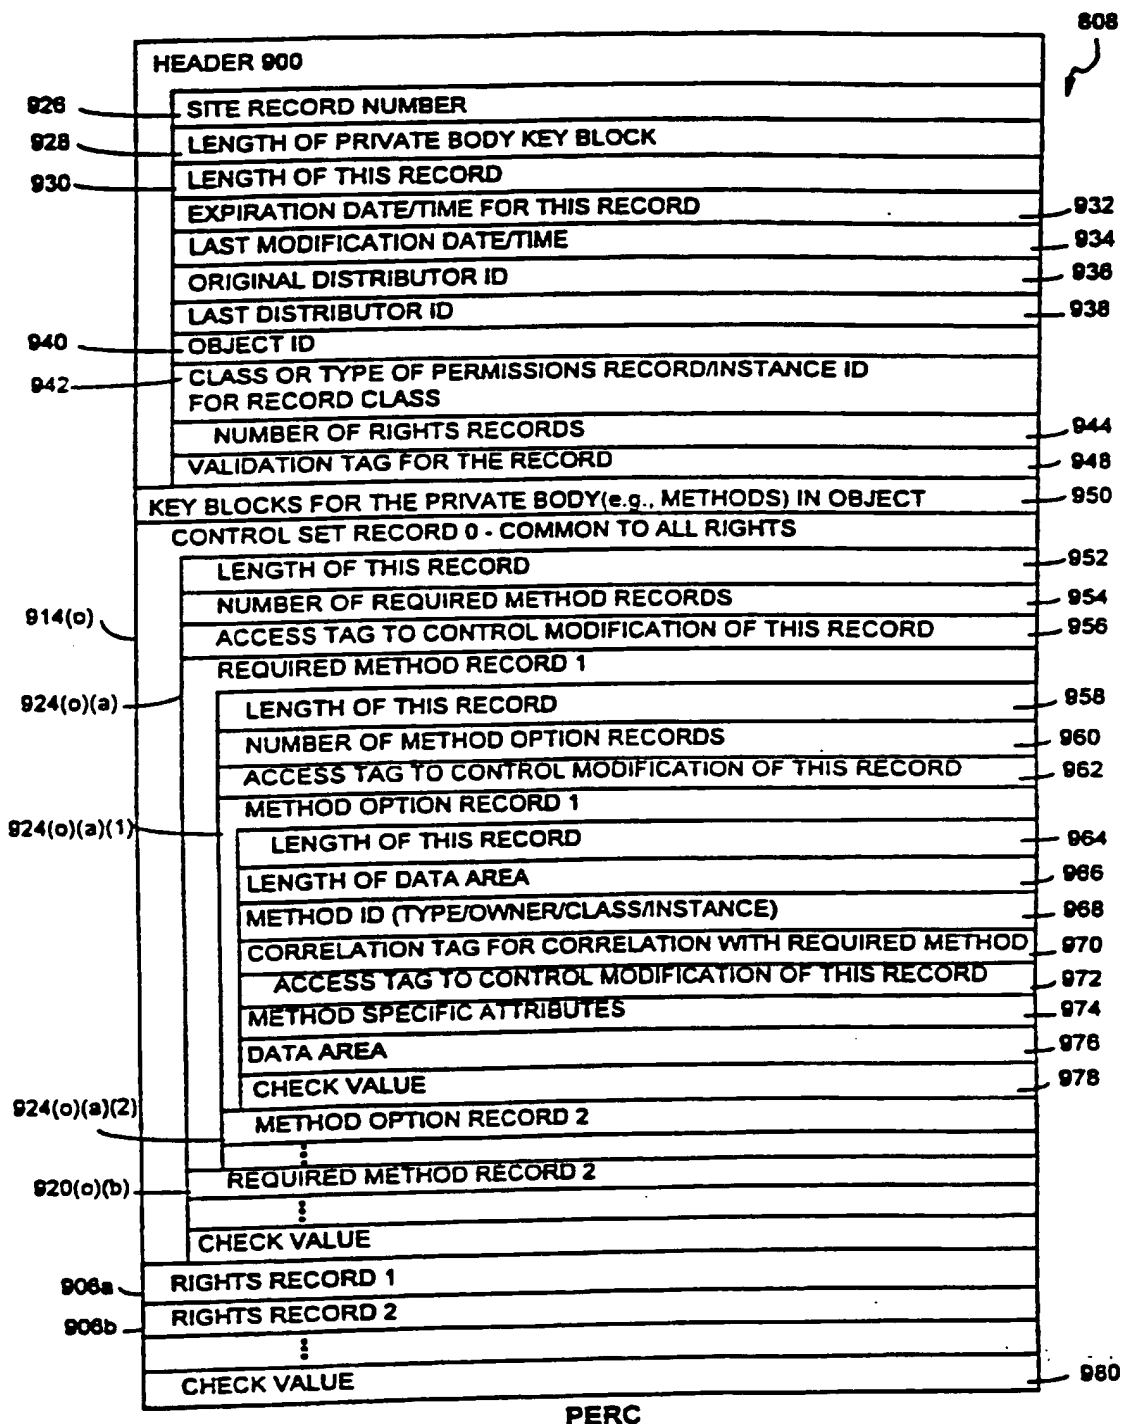 808
HEADER 900
926 SITE RECORD NUMBER
928 LENGTH OF PRIVATE BODY KEY BLOCK
930 LENGTH OF THIS RECORD
EXPIRATION DATE/TIME FOR THIS RECORD 932
LAST MODIFICATION DATE/TIME 934
ORIGINAL DISTRIBUTOR ID 936
LAST DISTRIBUTOR ID 938
940 OBJECT ID
942 CLASS OR TYPE OF PERMISSIONS RECORD/INSTANCE ID
FOR RECORD CLASS
NUMBER OF RIGHTS RECORDS 944
VALIDATION TAG FOR THE RECORD 948
KEY BLOCKS FOR THE PRIVATE BODY(e.g., METHODS) IN OBJECT 950
CONTROL SET RECORD 0 - COMMON TO ALL RIGHTS
LENGTH OF THIS RECORD 952
NUMBER OF REQUIRED METHOD RECORDS 954
914(o)
ACCESS TAG TO CONTROL MODIFICATION OF THIS RECORD 956
REQUIRED METHOD RECORD 1
924(o)(a)
LENGTH OF THIS RECORD 958
NUMBER OF METHOD OPTION RECORDS 960
ACCESS TAG TO CONTROL MODIFICATION OF THIS RECORD 962
METHOD OPTION RECORD 1
924(o)(a)(1)
LENGTH OF THIS RECORD 964
LENGTH OF DATA AREA 966
METHOD ID (TYPE/OWNER/CLASS/INSTANCE) 968
CORRELATION TAG FOR CORRELATION WITH REQUIRED METHOD 970
ACCESS TAG TO CONTROL MODIFICATION OF THIS RECORD 972
METHOD SPECIFIC ATTRIBUTES 974
DATA AREA 976
CHECK VALUE 978
924(o)(a)(2)
METHOD OPTION RECORD 2
REQUIRED METHOD RECORD 2
920(o)(b)
CHECK VALUE
906a RIGHTS RECORD 1
906b RIGHTS RECORD 2
CHECK VALUE 980
PERC